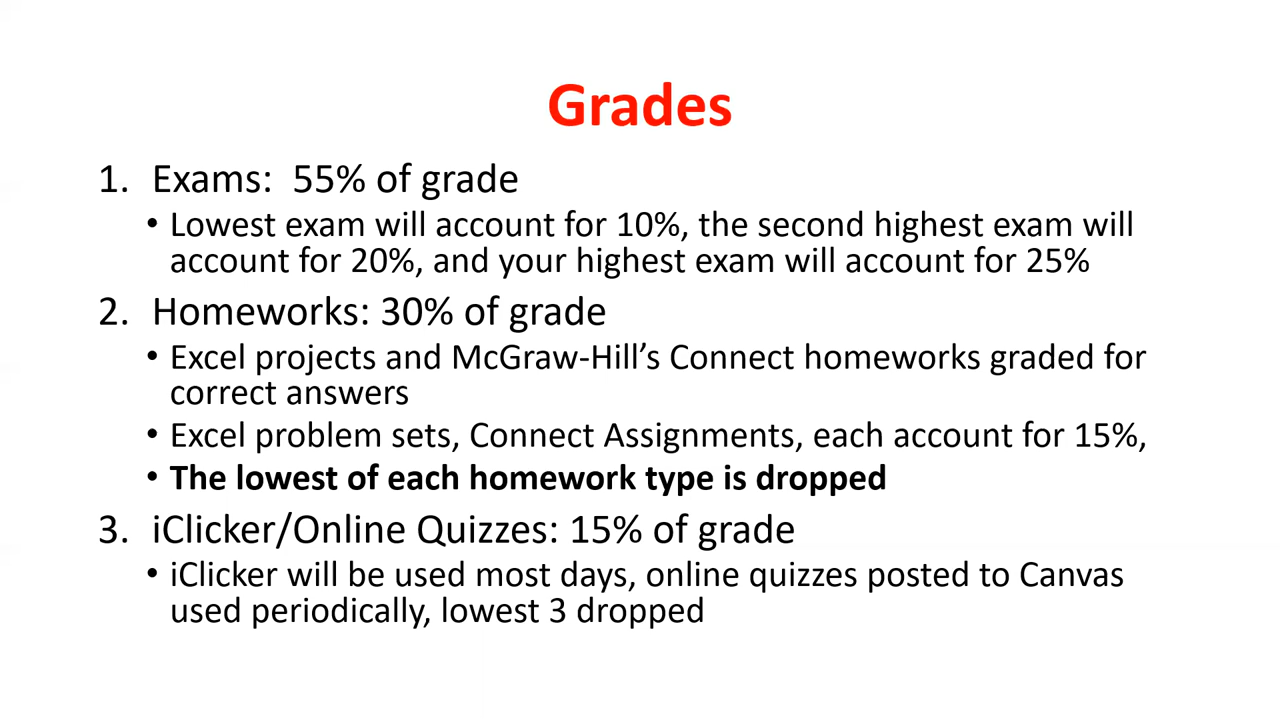 Grades
1. Exams:  55% of grade
• Lowest exam will account for 10%, the second highest exam will
account for 20%, and your highest exam will account for 25%
2. Homeworks: 30% of grade
• Excel projects and McGraw-Hill’s Connect homeworks graded for
correct answers
• Excel problem sets, Connect Assignments, each account for 15%,
• The lowest of each homework type is dropped
3. iClicker/Online Quizzes: 15% of grade
• iClicker will be used most days, online quizzes posted to Canvas
used periodically, lowest 3 dropped